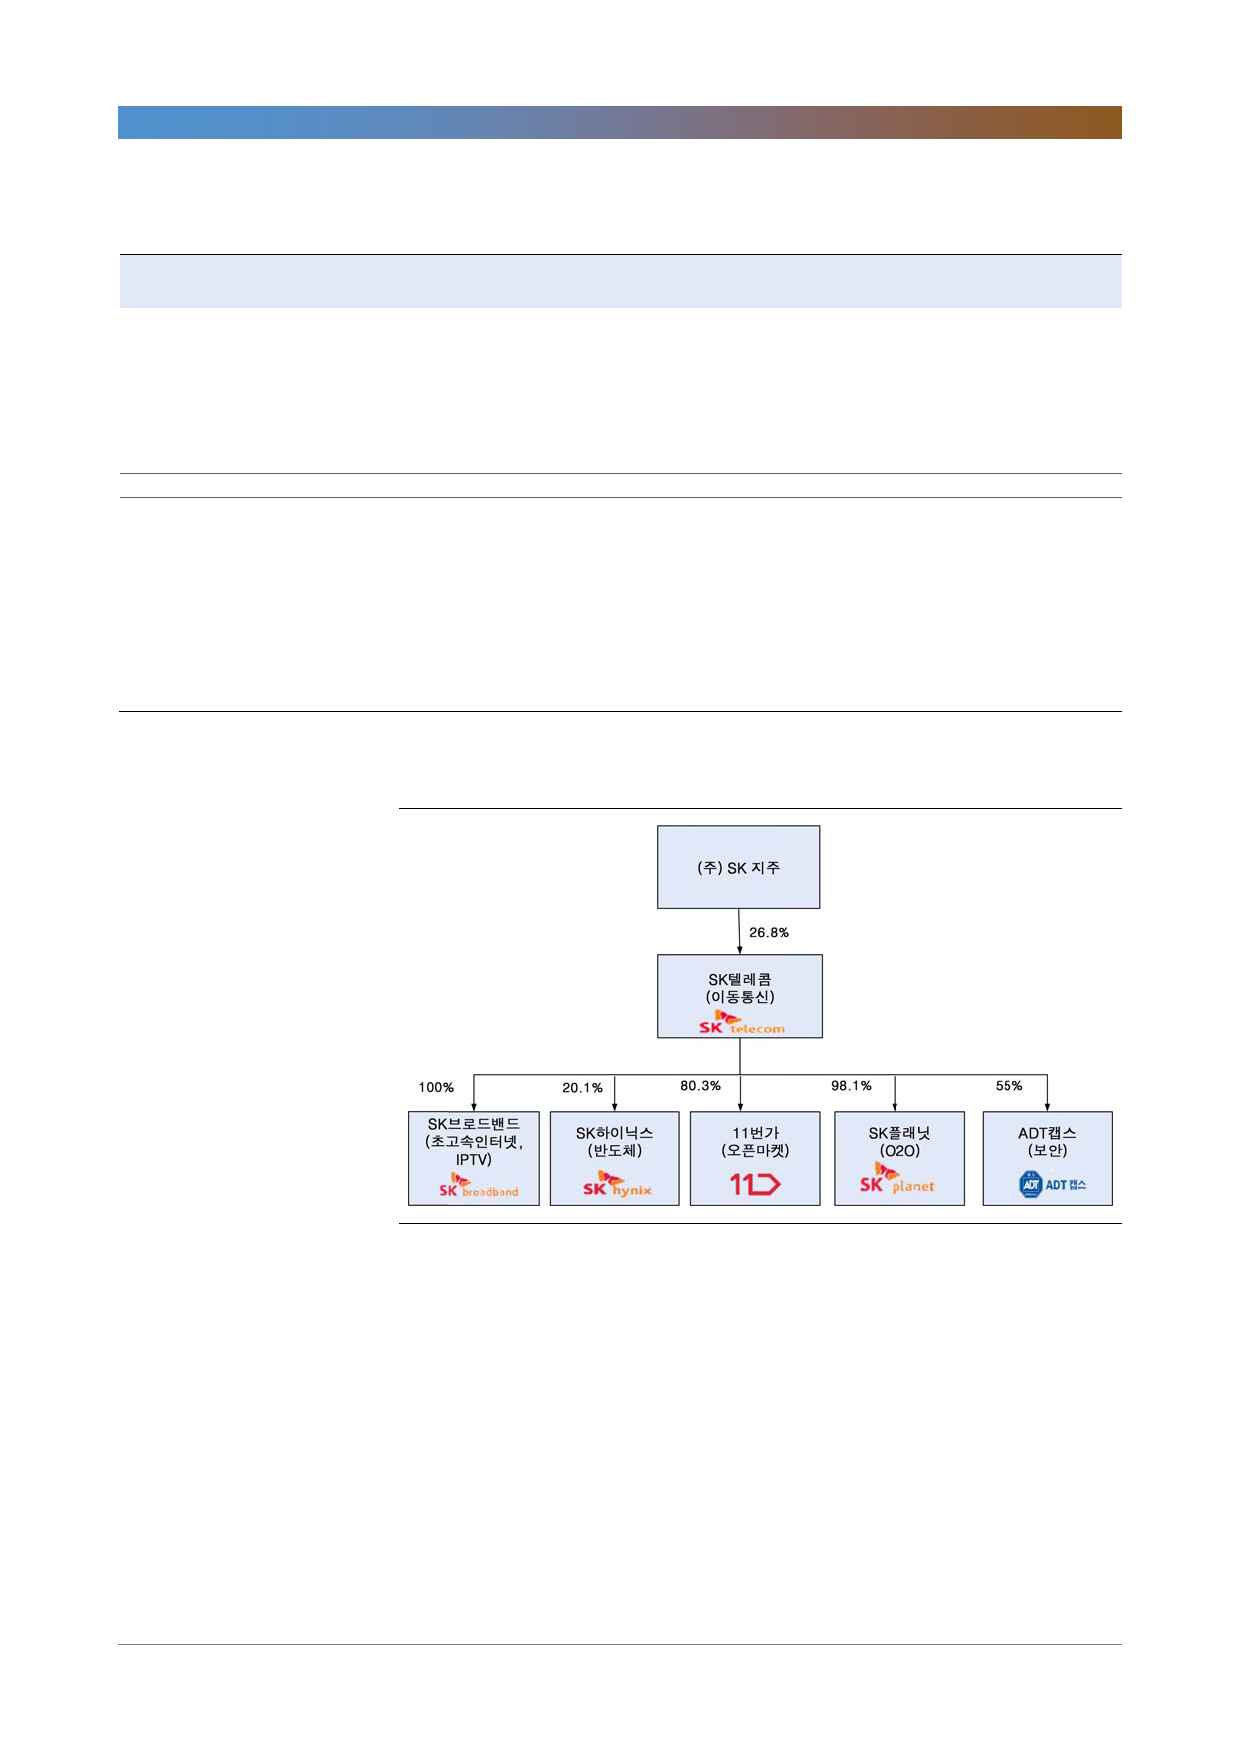 (주) SK 지주
26.8%
SK텔레콤
(이동통신)
SK telecom
100%
20.1%
80.3%
98.1%
55%
SK브로드밴드
(초고속인터넷,
IPTV)
SK broadband
SK하이닉스
(반도체)
SK hynix
11번가
(오픈마켓)
11
SK플래닛
(O2O)
SK planet
ADT캡스
(보안)
ADT ADT 캡스